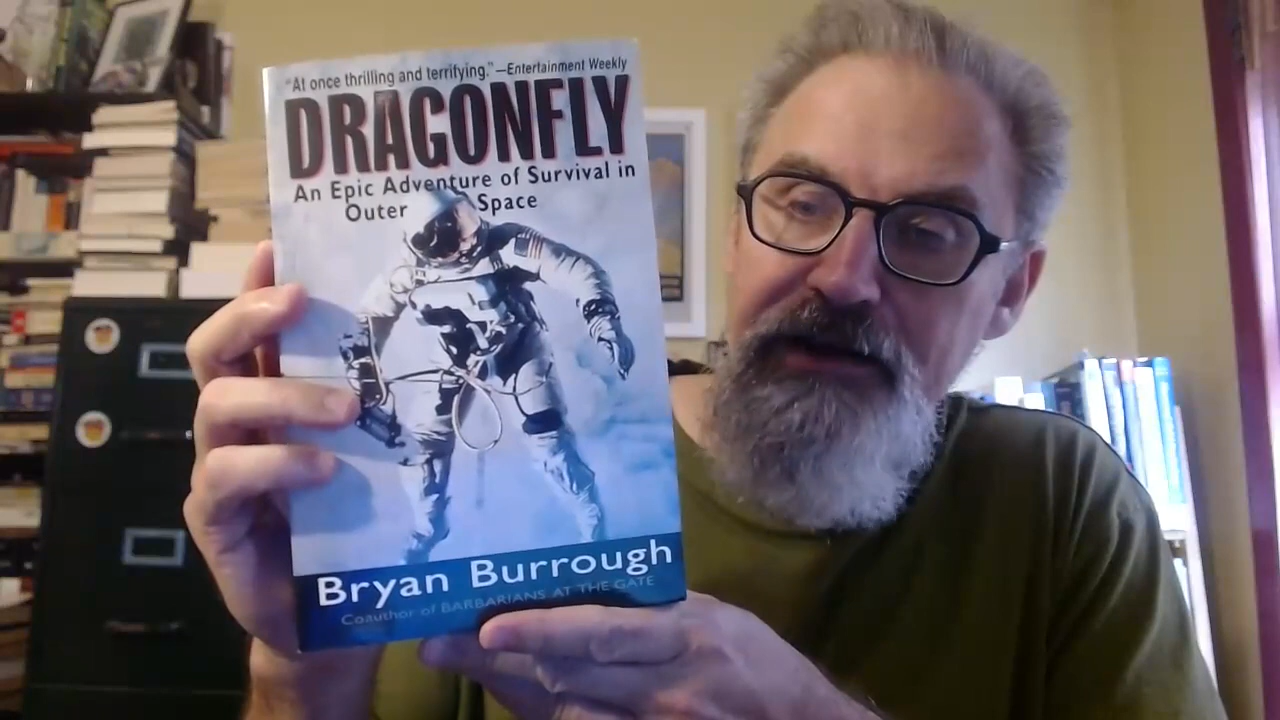 "At once thrilling and terrifying."—Entertainment Weekly
DRAGONFLY
An Epic Adventure of Survival in
Outer Space
Bryan Burrough
Coauthor of BARBARIANS AT THE GATE